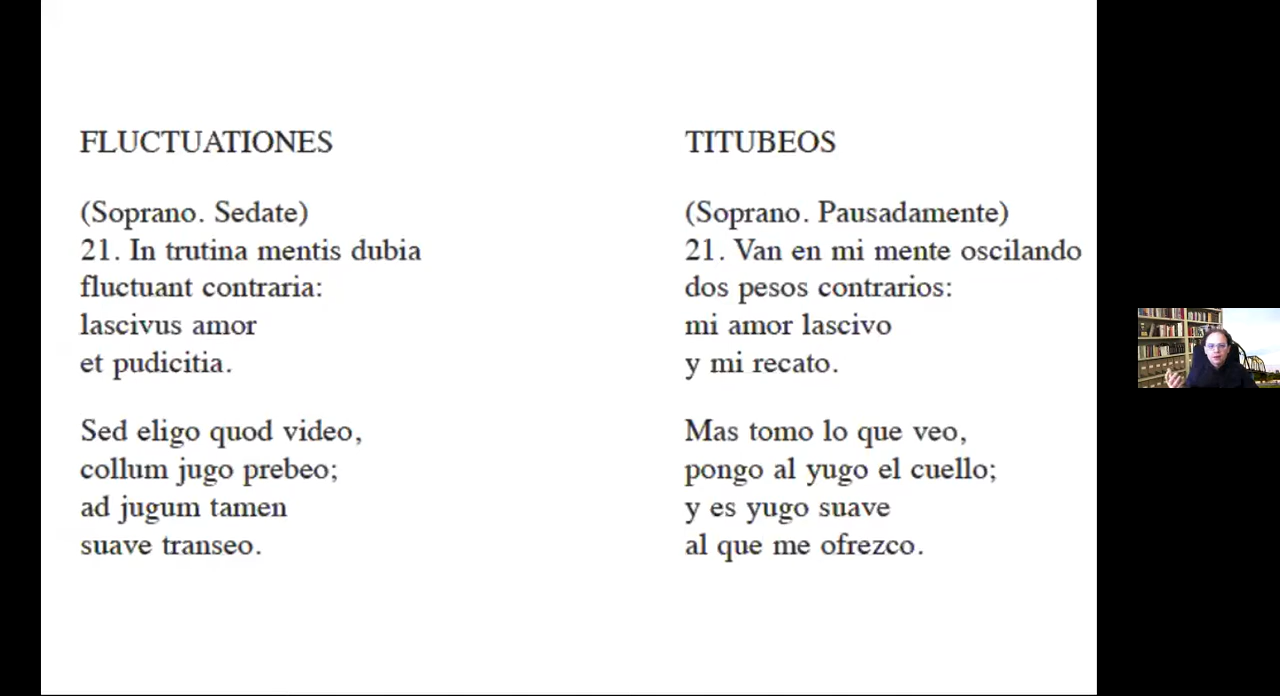 FLUCTUATIONES
(Soprano. Sedate)
21. In trutina mentis dubia
fluctuant contraria:
lascivus amor
et pudicitia.
Sed eligo quod video,
collum jugo prebeo;
ad jugum tamen
suave transeo.
TITUBEOS
(Soprano. Pausadamente)
21. Van en mi mente oscilando
dos pesos contrarios:
mi amor lascivo
y mi recato.
Mas tomo lo que veo,
pongo al yugo el cuello;
y es yugo suave
al que me ofrezco.